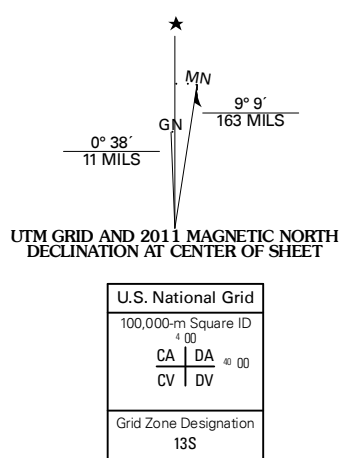 ★
MN
GN
9° 9´
163 MILS
0° 38´
11 MILS
UTM GRID AND 2011 MAGNETIC NORTH
DECLINATION AT CENTER OF SHEET
U.S. National Grid
100,000-m Square ID
4 00
CA DA 40 00
CV DV
Grid Zone Designation
13S